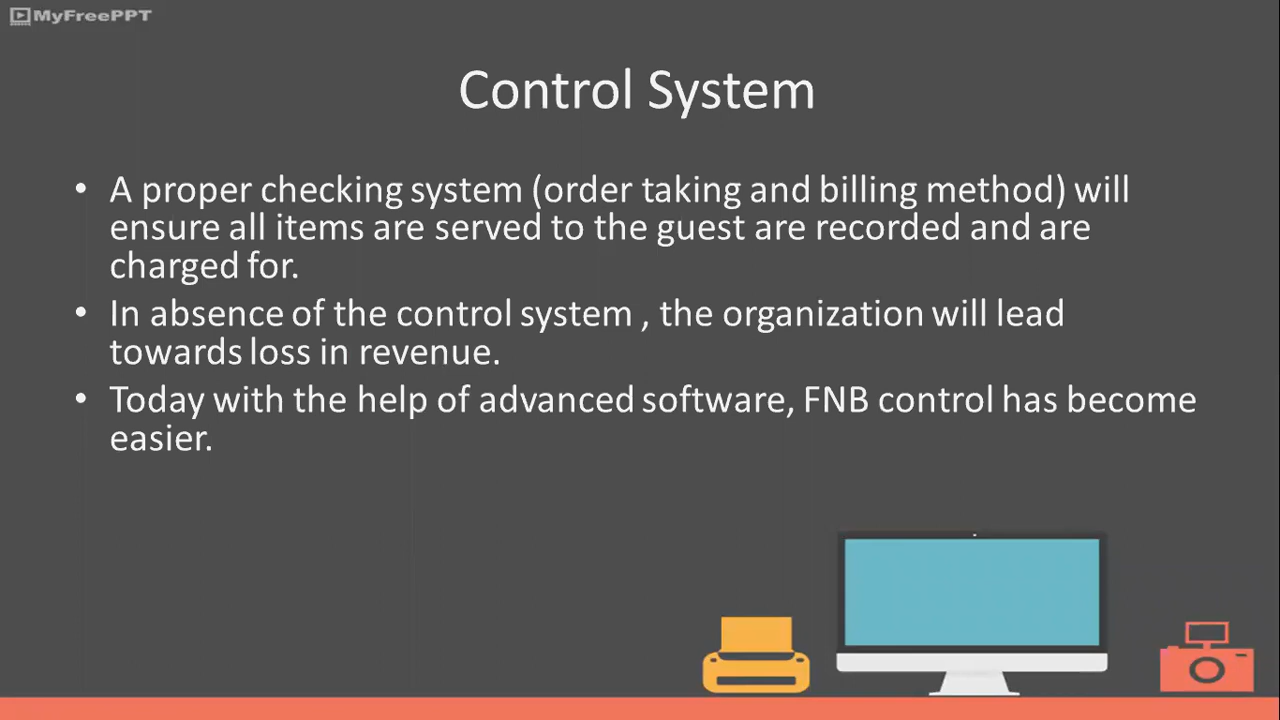 MyFreePPT
Control System
• A proper checking system (order taking and billing method) will
ensure all items are served to the guest are recorded and are
charged for.
• In absence of the control system , the organization will lead
towards loss in revenue.
• Today with the help of advanced software, FNB control has become
easier.